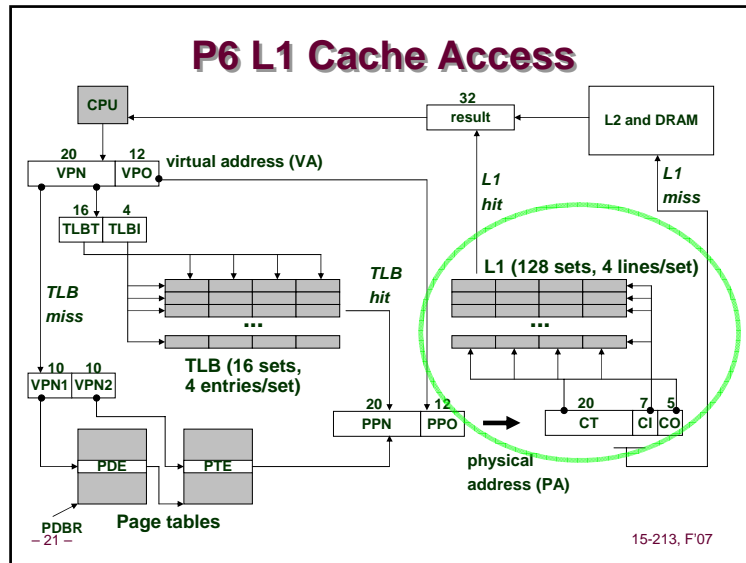 P6 L1 Cache Access
CPU
32
result
L2 and DRAM
20
12
virtual address (VA)
VPN
VPO
L1
hit
L1
miss
16
4
TLBT
TLBI
TLB
miss
TLB
hit
L1 (128 sets, 4 lines/set)
...
...
TLB (16 sets,
4 entries/set)
10
10
VPN1
VPN2
20
12
PPN
PPO
20
7
5
CT
CI
CO
physical
address (PA)
PDE
PTE
PDBR
Page tables
– 21 –
15-213, F'07